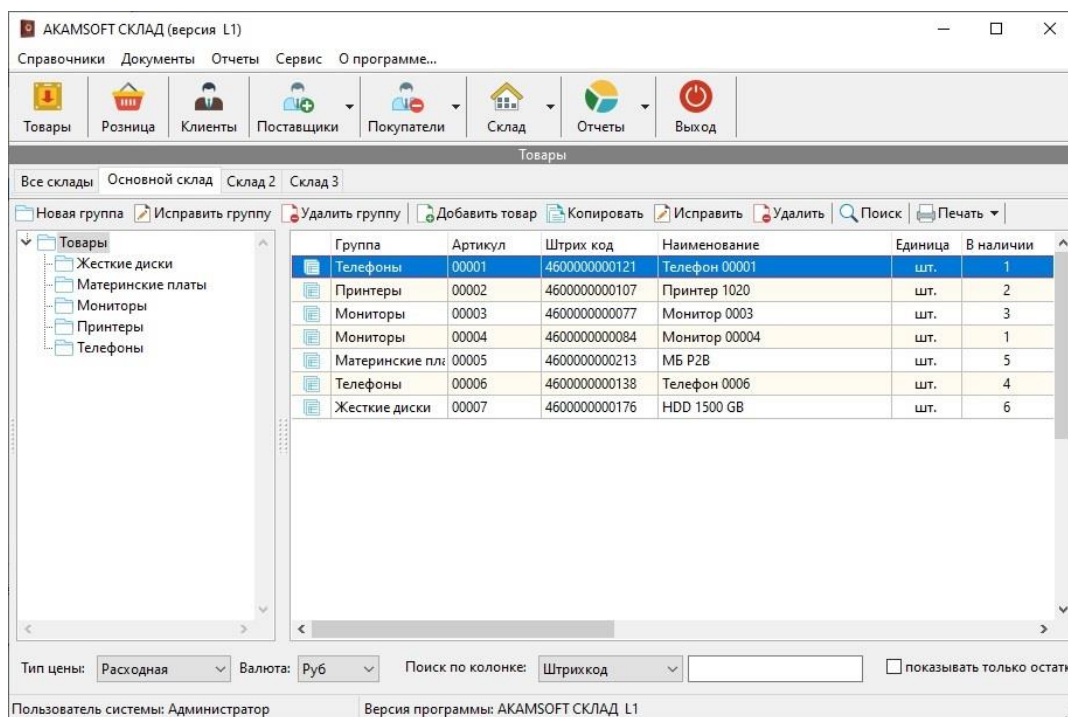 AKAMSOFT СКЛАД (версия L1)
Справочники Документы Отчеты Сервис О программе...
Товары Розница Клиенты Поставщики Покупатели Склад Отчеты Выход
Товары
Все склады Основной склад Склад 2 Склад 3
Новая группа Исправить группу Удалить группу Добавить товар Копировать Исправить Удалить Поиск Печать
Товары
Жесткие диски
Материнские платы
Мониторы
Принтеры
Телефоны
Группа Артикул Штрих код Наименование Единица В наличии
Телефоны 00001 4600000000121 Телефон 00001 шт. 1
Принтеры 00002 4600000000107 Принтер 1020 шт. 2
Мониторы 00003 4600000000077 Монитор 0003 шт. 3
Мониторы 00004 4600000000084 Монитор 00004 шт. 1
Материнские пла 00005 4600000000213 МБ P2B шт. 5
Телефоны 00006 4600000000138 Телефон 0006 шт. 4
Жесткие диски 00007 4600000000176 HDD 1500 GB шт. 6
Тип цены: Расходная Валюта: Руб Поиск по колонке: Штрихкод показывать только остатк
Пользователь системы: Администратор Версия программы: AKAMSOFT СКЛАД L1